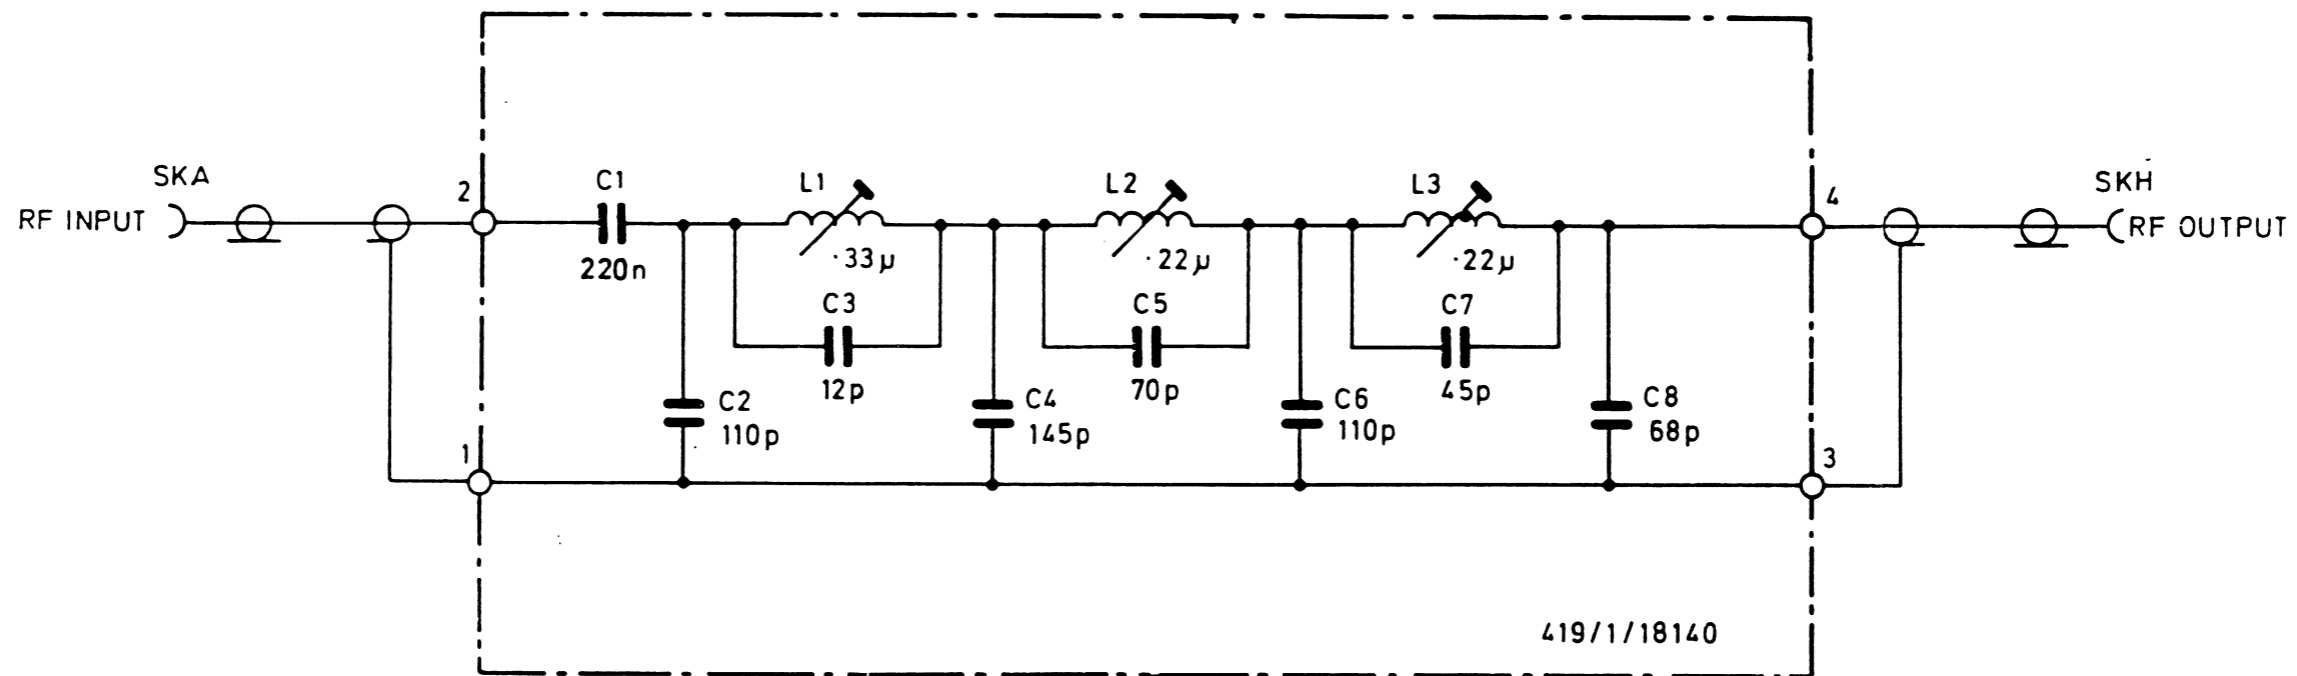 SKA
RF INPUT
2
1
C1
220n
L1
.33µ
C3
12p
C2
110p
L2
.22µ
C5
70p
C4
145p
L3
.22µ
C7
45p
C6
110p
C8
68p
4
3
SKH
RF OUTPUT
419/1/18140